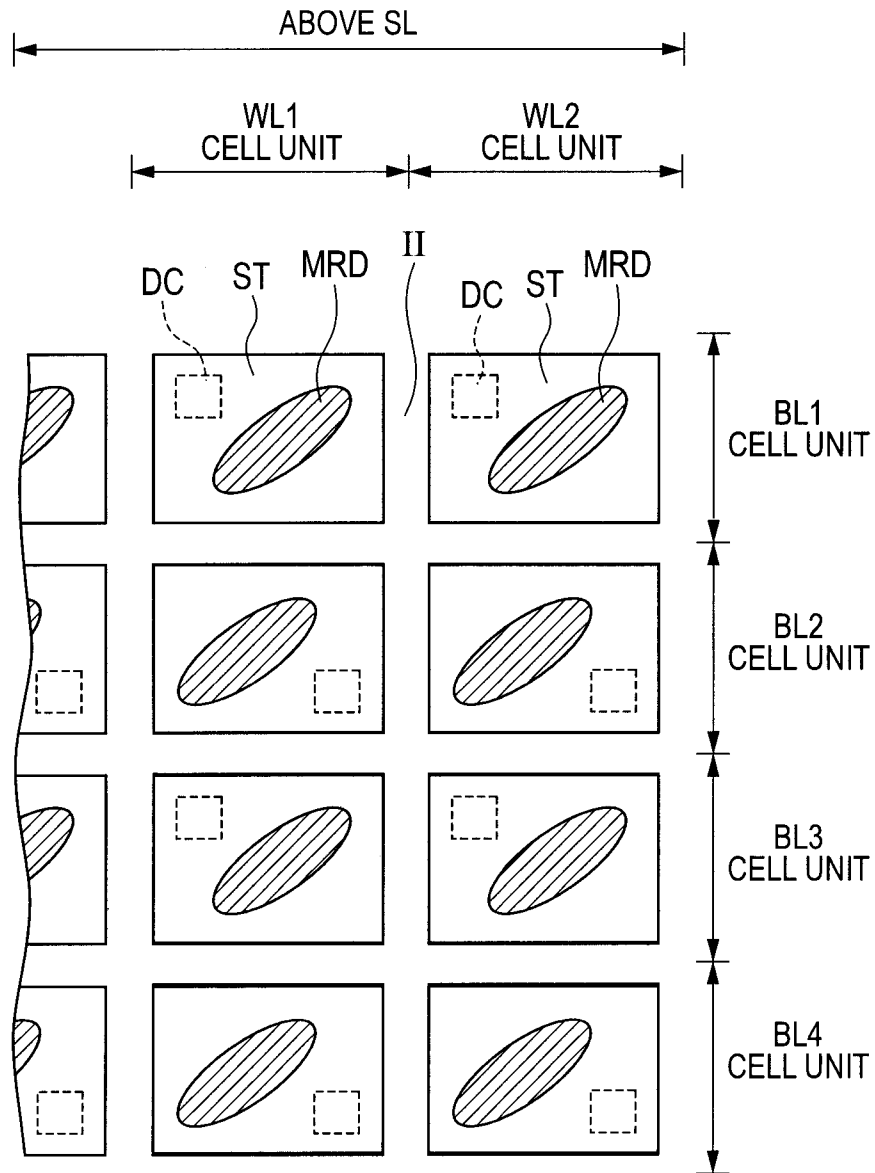 ABOVE SL
WL1
CELL UNIT
WL2
CELL UNIT
II
DC
ST
MRD
DC
ST
MRD
BL1
CELL UNIT
BL2
CELL UNIT
BL3
CELL UNIT
BL4
CELL UNIT